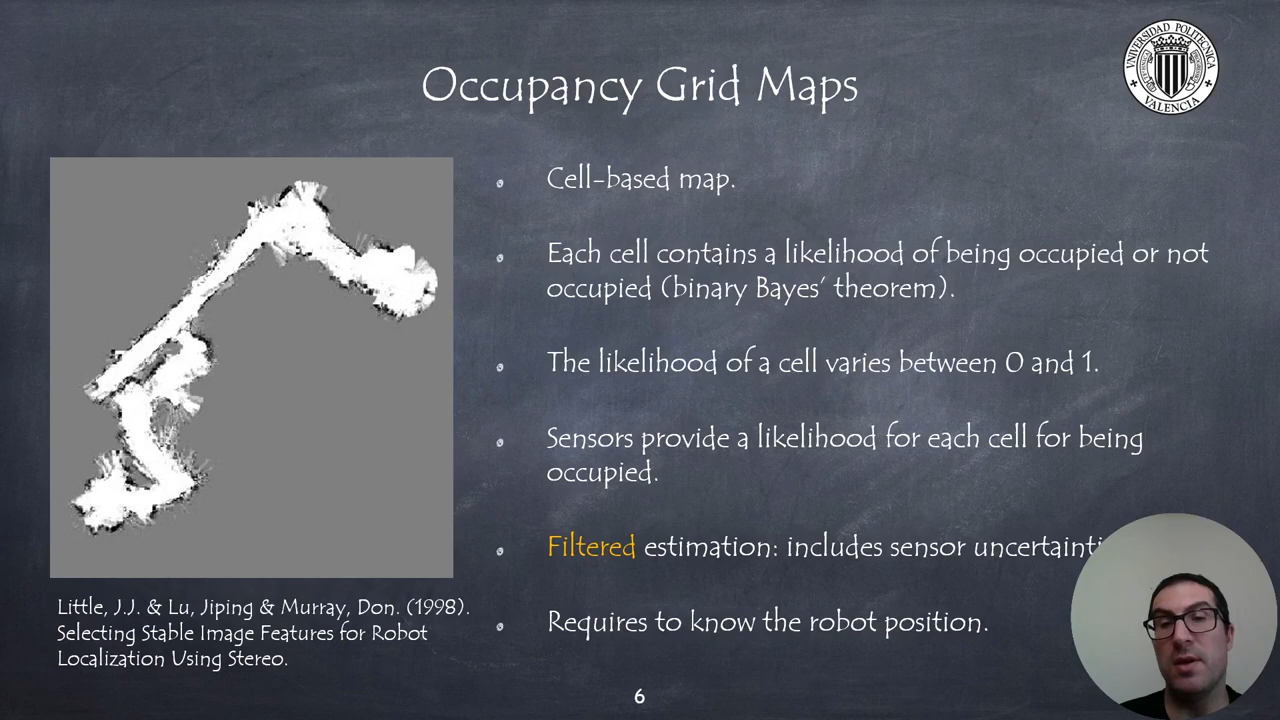 Occupancy Grid Maps
UNIVERSIDAD POLITECNICA
VALENCIA
Cell-based map.
Each cell contains a likelihood of being occupied or not
occupied (binary Bayes' theorem).
The likelihood of a cell varies between 0 and 1.
Sensors provide a likelihood for each cell for being
occupied.
Filtered estimation: includes sensor
Requires to know the robot position.
Little, J.J. & Lu, Jiping & Murray, Don. (1998).
Selecting Stable Image Features for Robot
Localization Using Stereo.
6